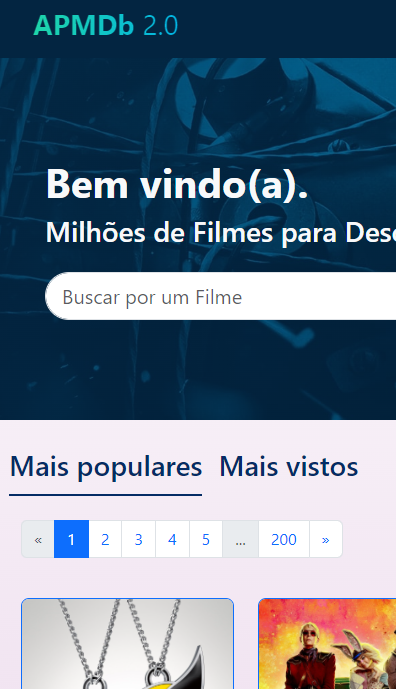 APMDb 2.0
Bem vindo(a).
Milhões de Filmes para Des
Buscar por um Filme
Mais populares Mais vistos
« 1 2 3 4 5 ... 200 »